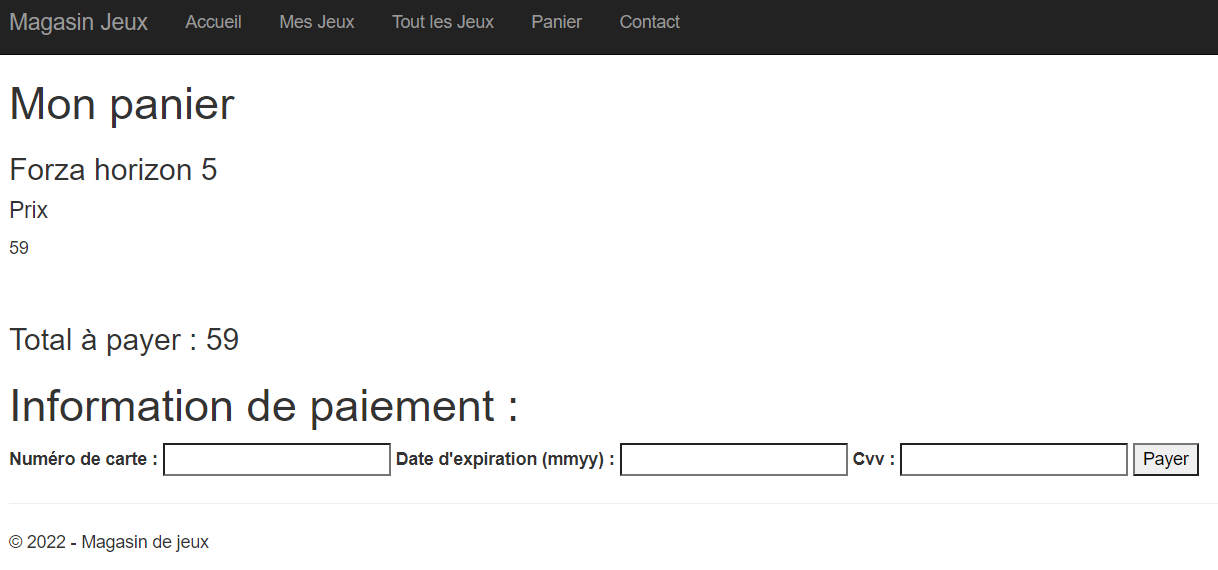 Magasin Jeux Accueil Mes Jeux Tout les Jeux Panier Contact
Mon panier
Forza horizon 5
Prix
59
Total à payer : 59
Information de paiement :
Numéro de carte : Date d'expiration (mmyy) : Cvv : Payer
© 2022 - Magasin de jeux